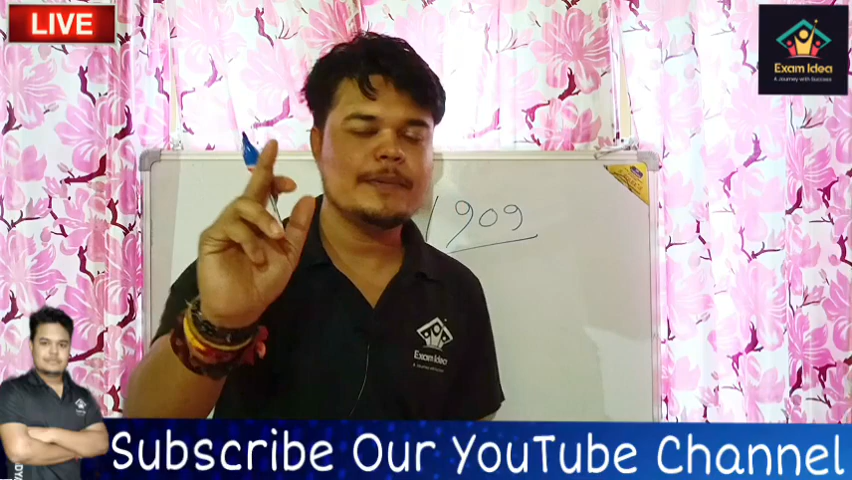 LIVE
Exam Idea
A Journey with Success
1909
Exam Idea
Subscribe Our YouTube Channel